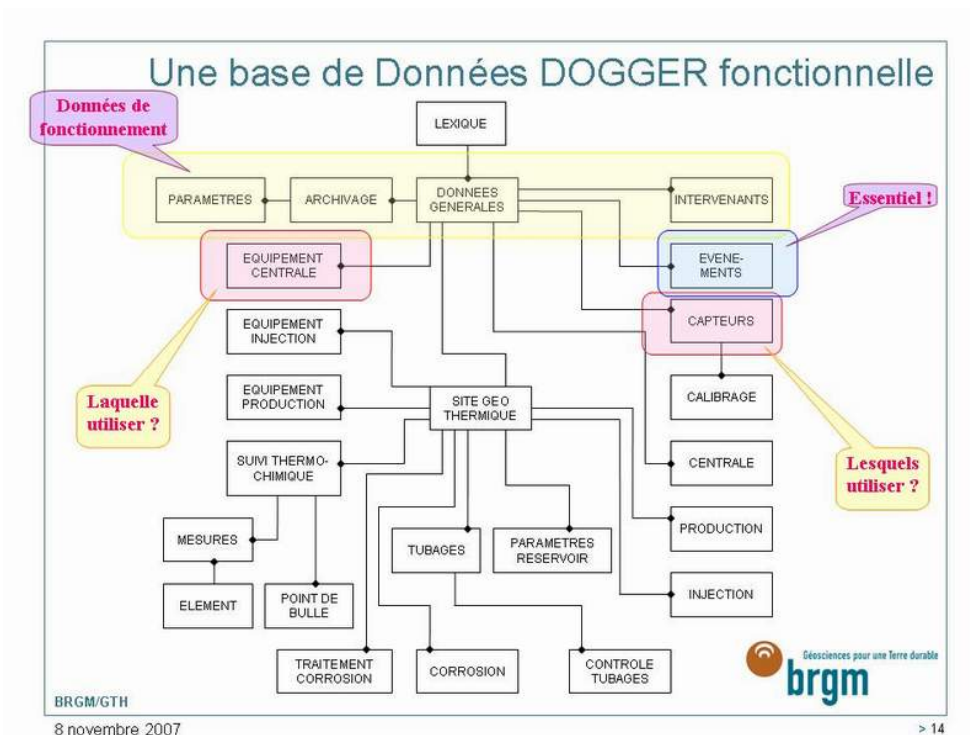 Une base de Données DOGGER fonctionnelle
Données de
fonctionnement
LEXIQUE
PARAMETRES
ARCHIVAGE
DONNEES
GENERALES
INTERVENANTS
Essentiel !
EQUIPEMENT
CENTRALE
EVENE-
MENTS
EQUIPEMENT
INJECTION
CAPTEURS
Laquelle
utiliser ?
EQUIPEMENT
PRODUCTION
SITE GEO
THERMIQUE
CALIBRAGE
SUIVI THERMO-
CHIMIQUE
CENTRALE
Lesquels
utiliser ?
MESURES
TUBAGES
PARAMETRES
RESERVOIR
PRODUCTION
ELEMENT
POINT DE
BULLE
INJECTION
TRAITEMENT
CORROSION
CORROSION
CONTROLE
TUBAGES
Géosciences pour une Terre durable
brgm
BRGM/GTH
8 novembre 2007
> 14